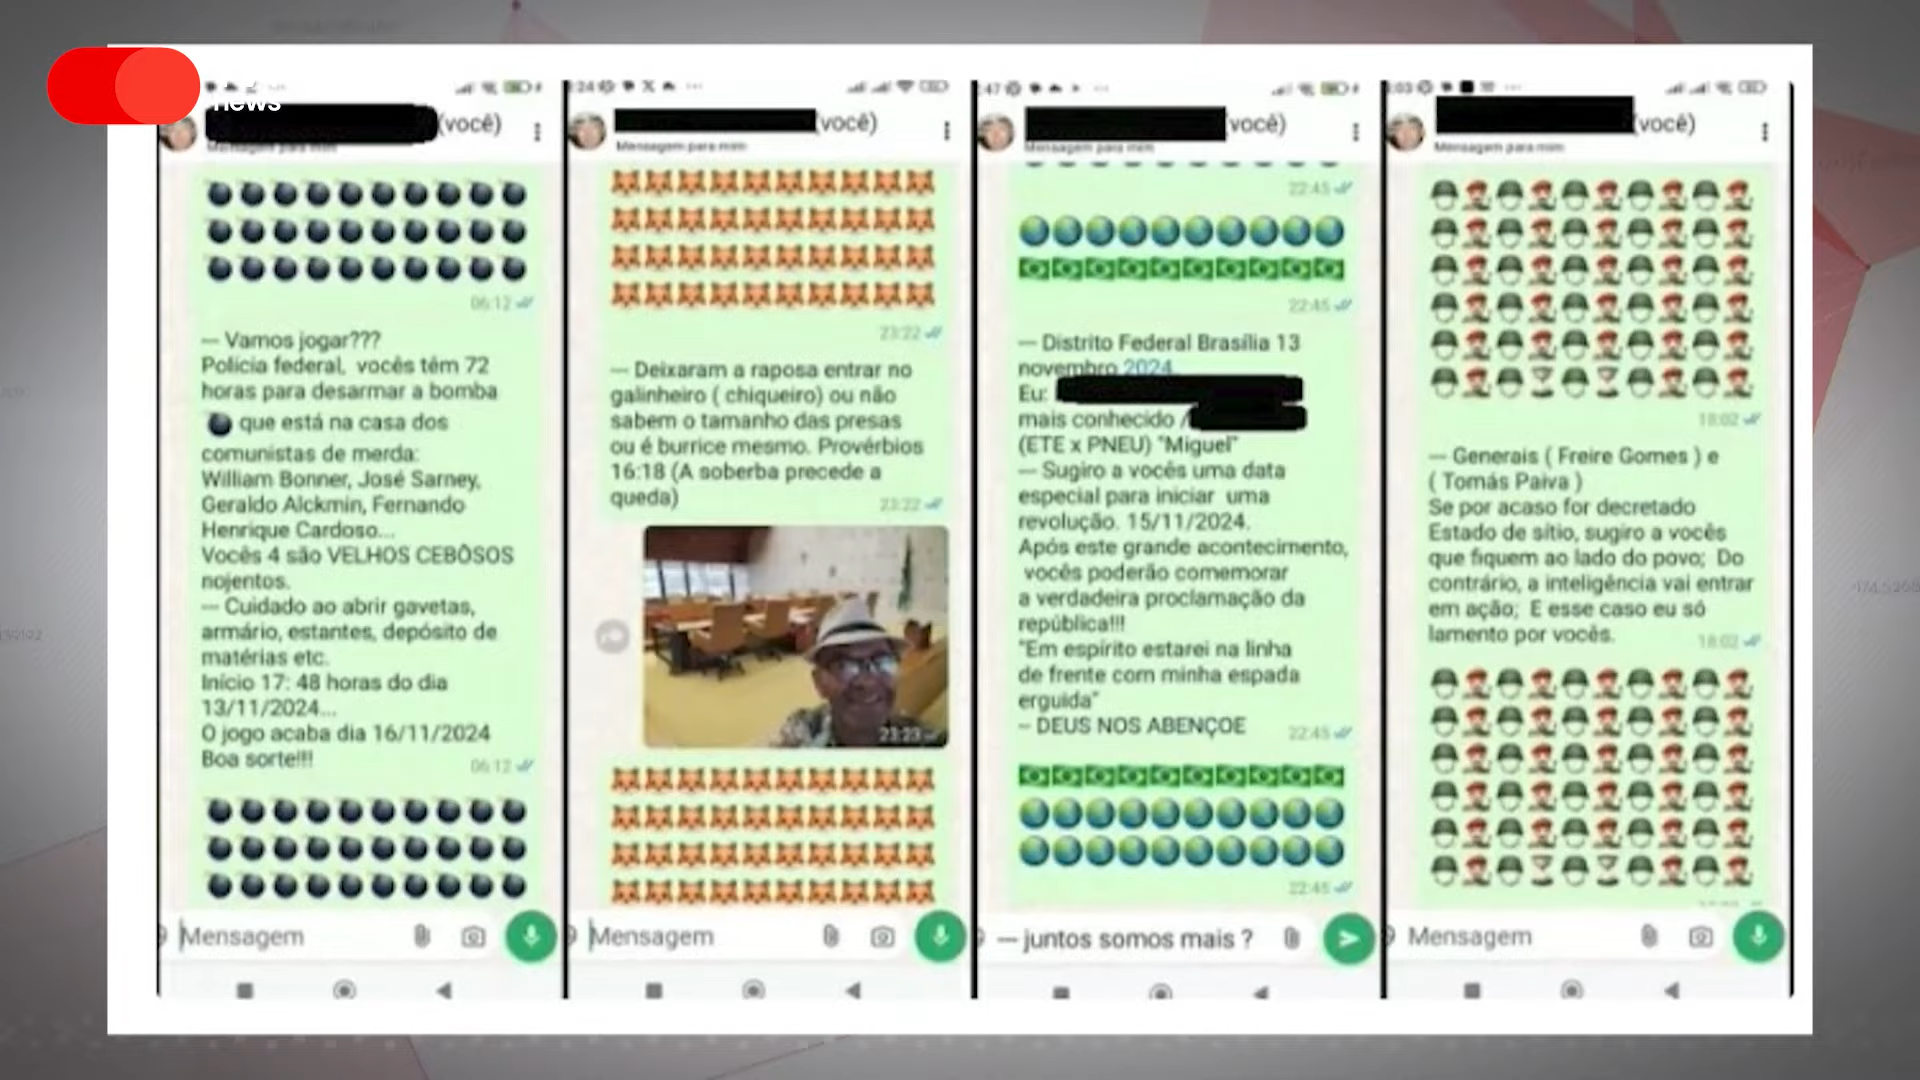 news
(você)
— Vamos jogar???
Polícia federal, vocês têm 72
horas para desarmar a bomba
que está na casa dos
comunistas de merda:
William Bonner, José Sarney,
Geraldo Alckmin, Fernando
Henrique Cardoso...
Vocês 4 são VELHOS CEBÔSOS
nojentos.
— Cuidado ao abrir gavetas,
armário, estantes, depósito de
matérias etc.
Início 17: 48 horas do dia
13/11/2024...
O jogo acaba dia 16/11/2024
Boa sorte!!!
06:12
06:12
Mensagem
(você)
Mensagem para mim
23:22
— Deixaram a raposa entrar no
galinheiro ( chiqueiro) ou não
sabem o tamanho das presas
ou é burrice mesmo. Provérbios
16:18 (A soberba precede a
queda)
23:22
23:23
Mensagem
(você)
Mensagem para mim
22:45
22:45
— Distrito Federal Brasília 13
novembro 2024.
Eu:
mais conhecido /
(ETE x PNEU) "Miguel"
— Sugiro a vocês uma data
especial para iniciar uma
revolução. 15/11/2024.
Após este grande acontecimento,
vocês poderão comemorar
a verdadeira proclamação da
república!!!
"Em espírito estarei na linha
de frente com minha espada
erguida"
-- DEUS NOS ABENÇOE
22:45
22:45
— juntos somos mais ?
(você)
Mensagem para mim
18:02
— Generais ( Freire Gomes ) e
( Tomás Paiva )
Se por acaso for decretado
Estado de sítio, sugiro a vocês
que fiquem ao lado do povo; Do
contrário, a inteligência vai entrar
em ação; E esse caso eu só
lamento por vocês.
18:02
Mensagem